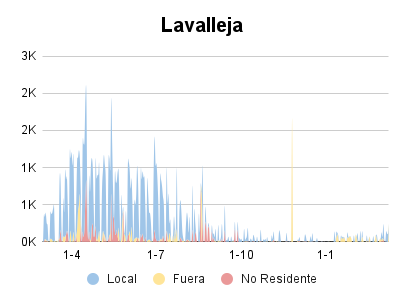 Lavalleja
3K
2K
2K
1K
1K
0K
1-4 1-7 1-10 1-1
Local Fuera No Residente